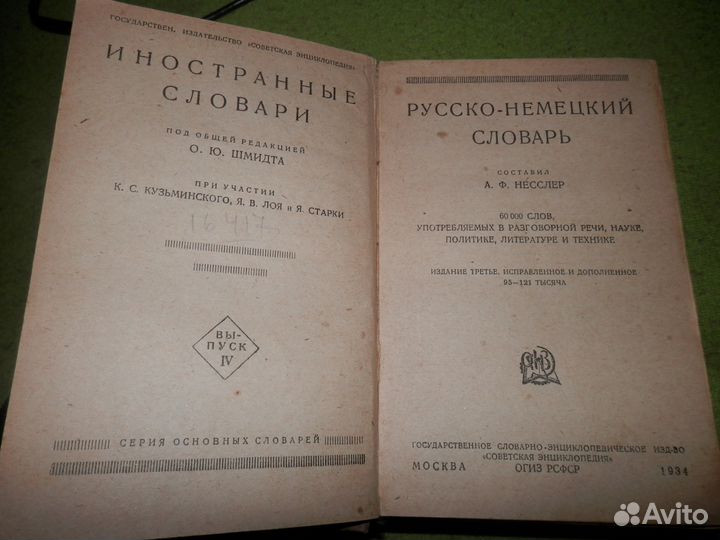 ГОСУДАРСТВЕН. ИЗДАТЕЛЬСТВО «СОВЕТСКАЯ ЭНЦИКЛОПЕДИЯ»
ИНОСТРАННЫЕ
СЛОВАРИ
ПОД ОБЩЕЙ РЕДАКЦИЕЙ
О. Ю. ШМИДТА
ПРИ УЧАСТИИ
К. С. КУЗЬМИНСКОГО, Я. В. ЛОЯ и Я. СТАРКИ
ВЫ-
ПУСК
IV
СЕРИЯ ОСНОВНЫХ СЛОВАРЕЙ
РУССКО-НЕМЕЦКИЙ
СЛОВАРЬ
СОСТАВИЛ
А. Ф. НЕССЛЕР
60 000 СЛОВ,
УПОТРЕБЛЯЕМЫХ В РАЗГОВОРНОЙ РЕЧИ, НАУКЕ,
ПОЛИТИКЕ, ЛИТЕРАТУРЕ И ТЕХНИКЕ
ИЗДАНИЕ ТРЕТЬЕ, ИСПРАВЛЕННОЕ И ДОПОЛНЕННОЕ
95—121 ТЫСЯЧА
ГОСУДАРСТВЕННОЕ СЛОВАРНО-ЭНЦИКЛОПЕДИЧЕСКОЕ ИЗД-ВО
«СОВЕТСКАЯ ЭНЦИКЛОПЕДИЯ»
МОСКВА ОГИЗ РСФСР 1934
Avito